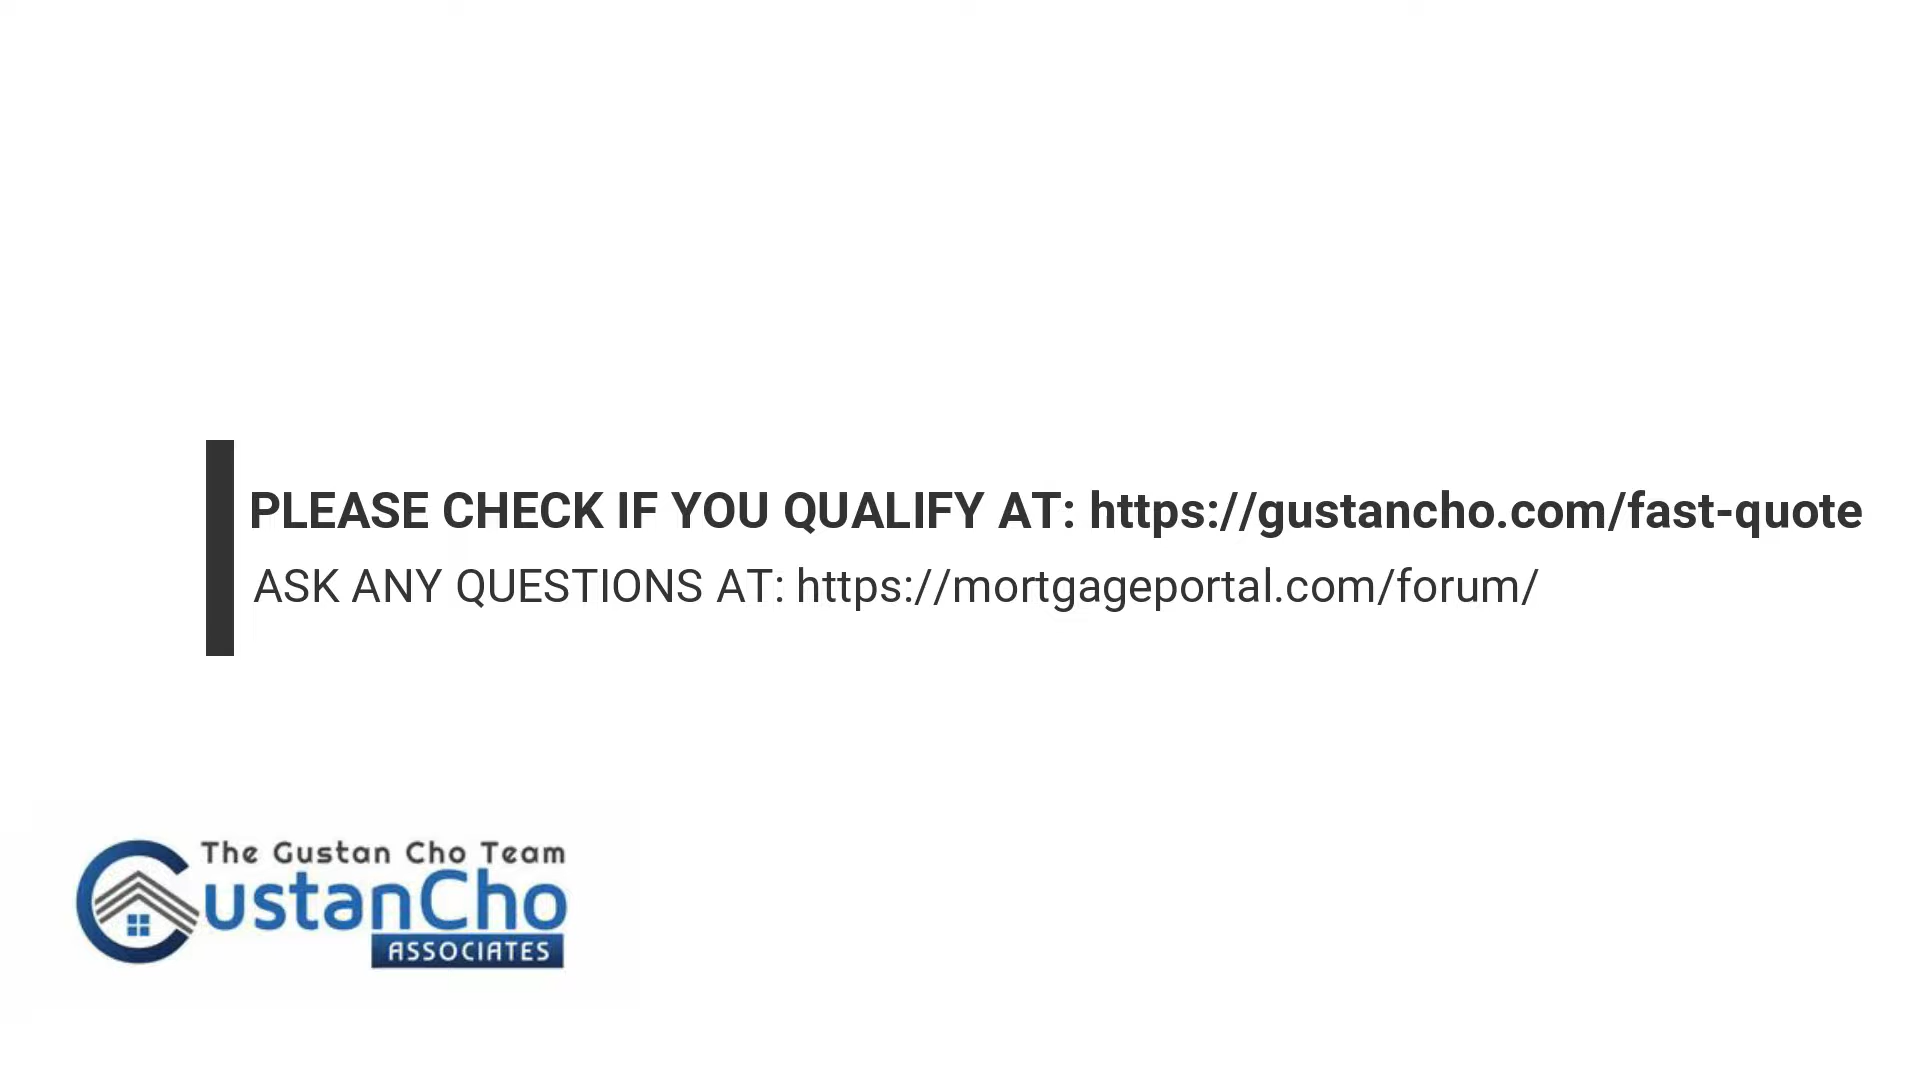 PLEASE CHECK IF YOU QUALIFY AT: https://gustancho.com/fast-quote
ASK ANY QUESTIONS AT: https://mortgageportal.com/forum/
The Gustan Cho Team
GustanCho
ASSOCIATES